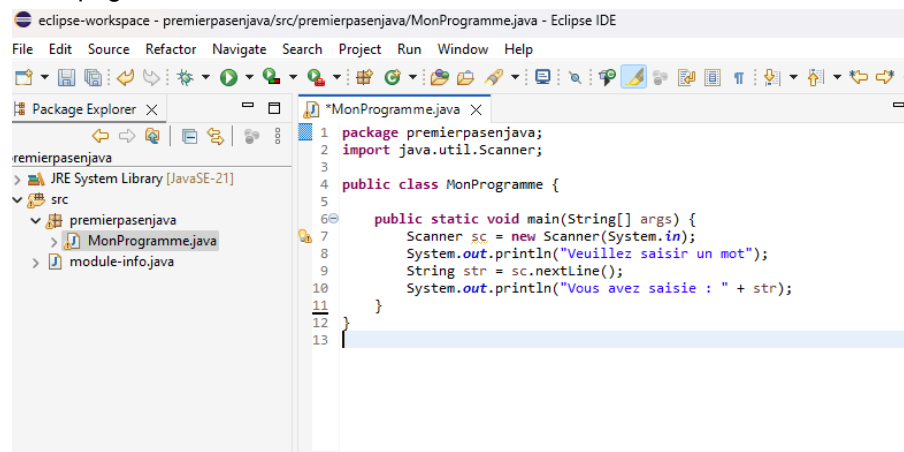 eclipse-workspace - premierpasenjava/src/premierpasenjava/MonProgramme.java - Eclipse IDE
File Edit Source Refactor Navigate Search Project Run Window Help
Package Explorer
remierpasenjava
JRE System Library [JavaSE-21]
src
premierpasenjava
MonProgramme.java
module-info.java
*MonProgramme.java
1 package premierpasenjava;
2 import java.util.Scanner;
3
4 public class MonProgramme {
5
6 public static void main(String[] args) {
7 Scanner sc = new Scanner(System.in);
8 System.out.println("Veuillez saisir un mot");
9 String str = sc.nextLine();
10 System.out.println("Vous avez saisie : " + str);
11 }
12 }
13